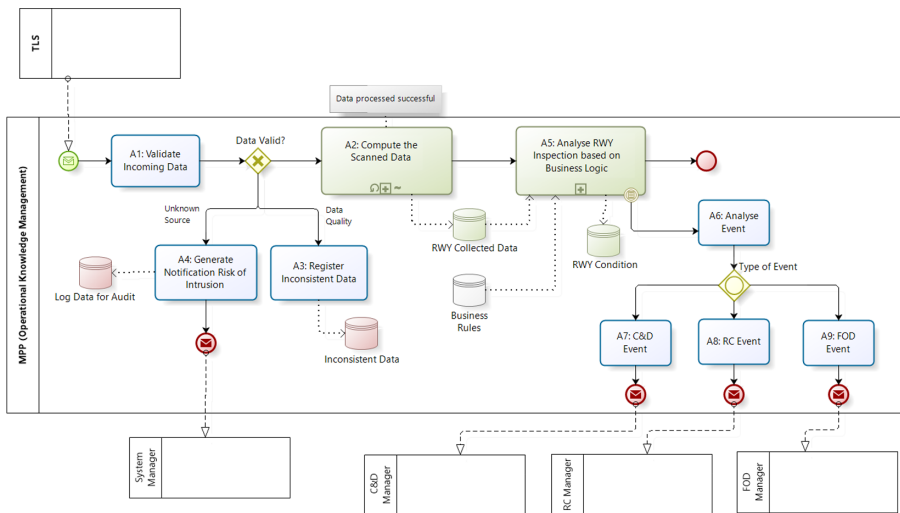 TLS
MPP (Operational Knowledge Management)
Data processed successful
A1: Validate
Incoming Data
Data Valid?
A2: Compute the
Scanned Data
A5: Analyse RWY
Inspection based on
Business Logic
Unknown
Source
Data
Quality
A4: Generate
Notification Risk of
Intrusion
A3: Register
Inconsistent Data
Log Data for Audit
Inconsistent Data
RWY Collected Data
Business
Rules
RWY Condition
A6: Analyse
Event
Type of Event
A7: C&D
Event
A8: RC Event
A9: FOD
Event
System
Manager
C&D
Manager
RC Manager
FOD
Manager